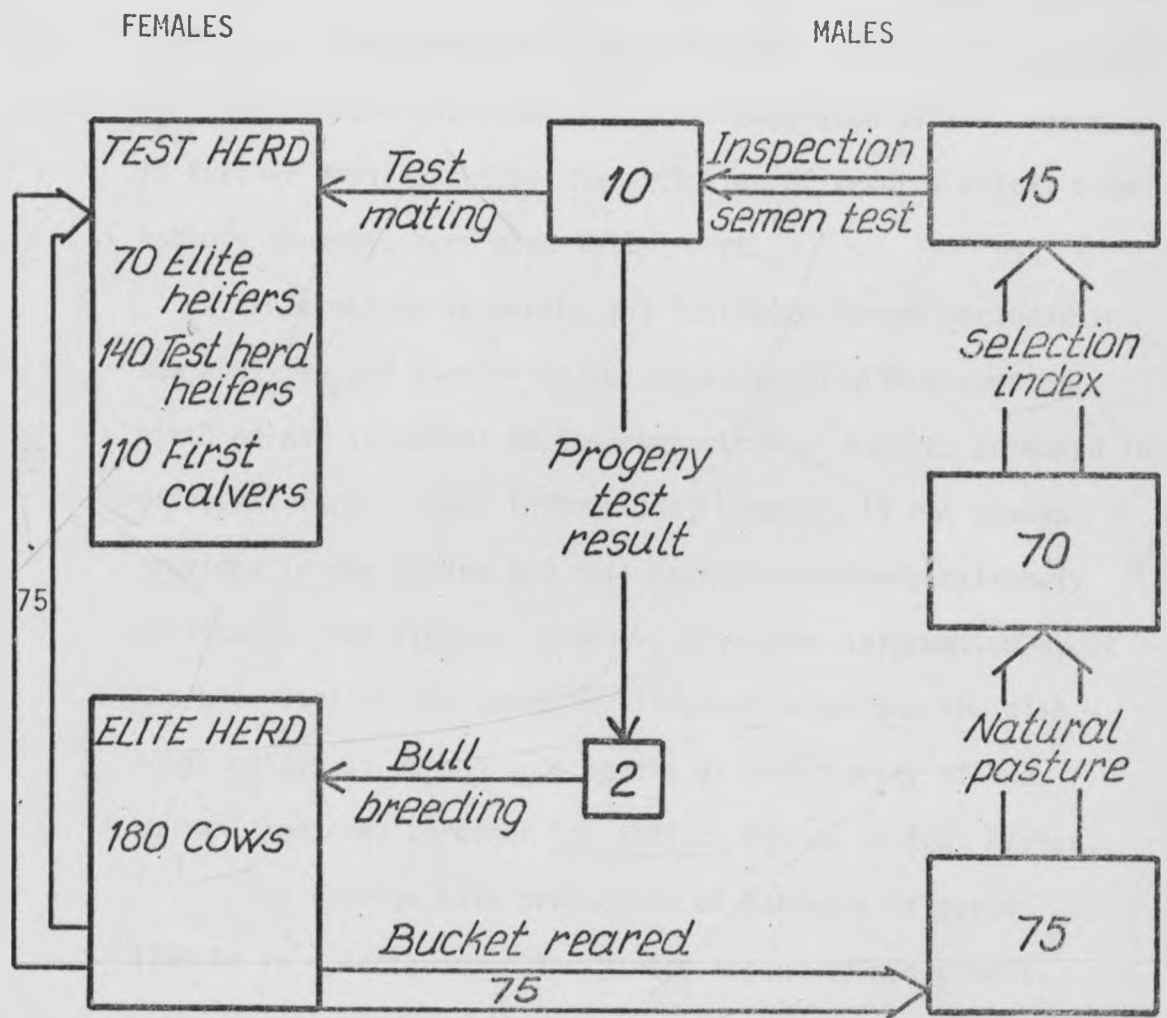 FEMALES
MALES
TEST HERD
70 Elite
heifers
140 Test herd
heifers
110 First
calvers
Test
mating
10
Inspection
semen test
15
Selection
index
70
Natural
pasture
75
Progeny
test
result
2
Bull
breeding
ELITE HERD
180 Cows
75
Bucket reared
75